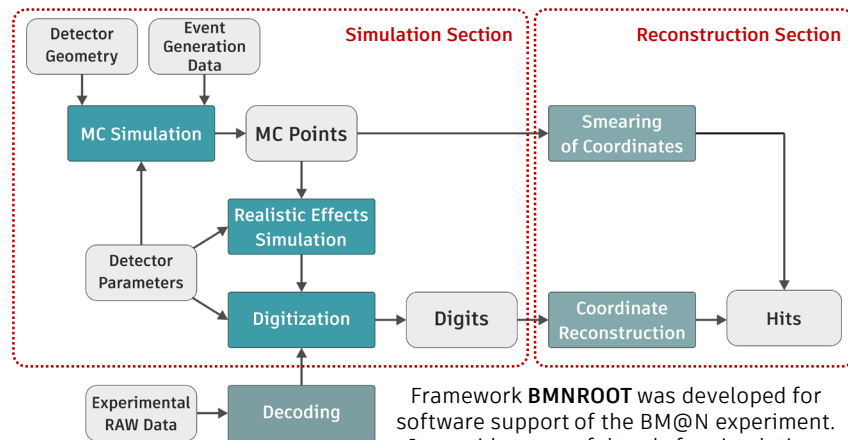 Detector
Geometry
Event
Generation
Data
Simulation Section
Reconstruction Section
MC Simulation
MC Points
Smearing
of Coordinates
Realistic Effects
Simulation
Detector
Parameters
Digitization
Digits
Coordinate
Reconstruction
Hits
Experimental
RAW Data
Decoding
Framework BMNROOT was developed for
software support of the BM@N experiment.